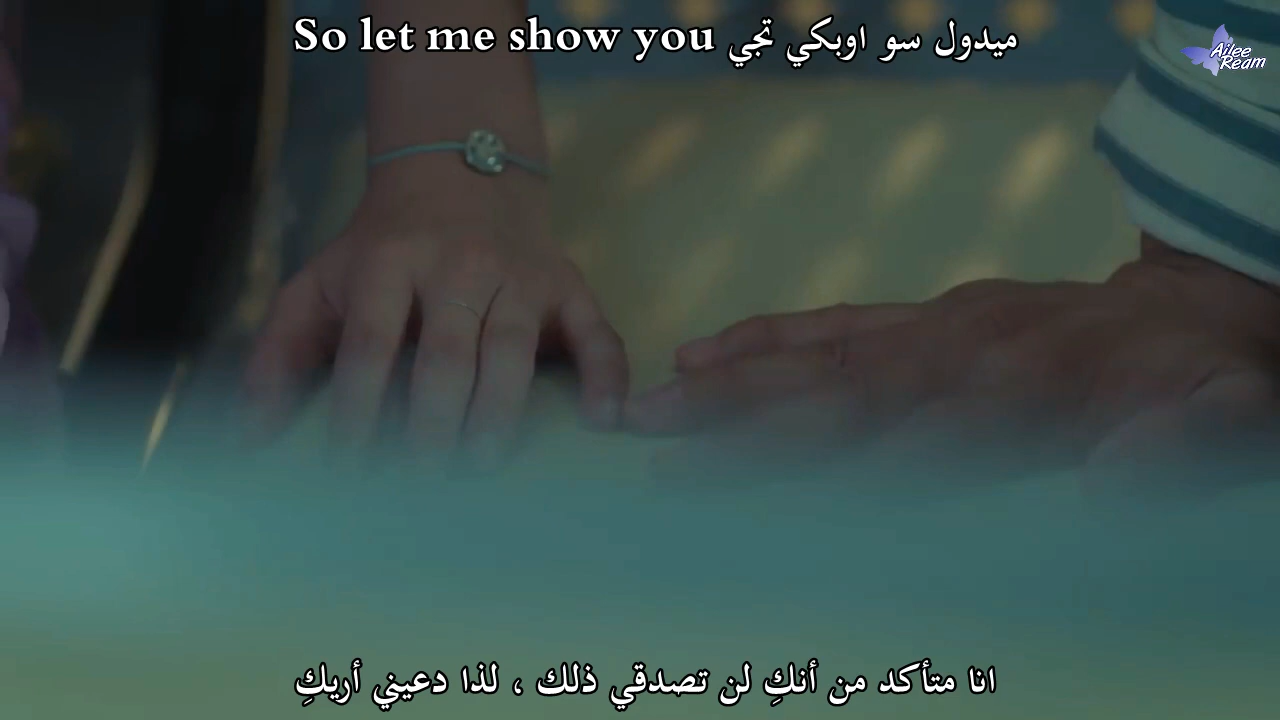 ميدول سو اوبكي تجي So let me show you
Ailee
Ream
انا متأكد من أنكِ لن تصدقي ذلك ، لذا دعيني أريكِ